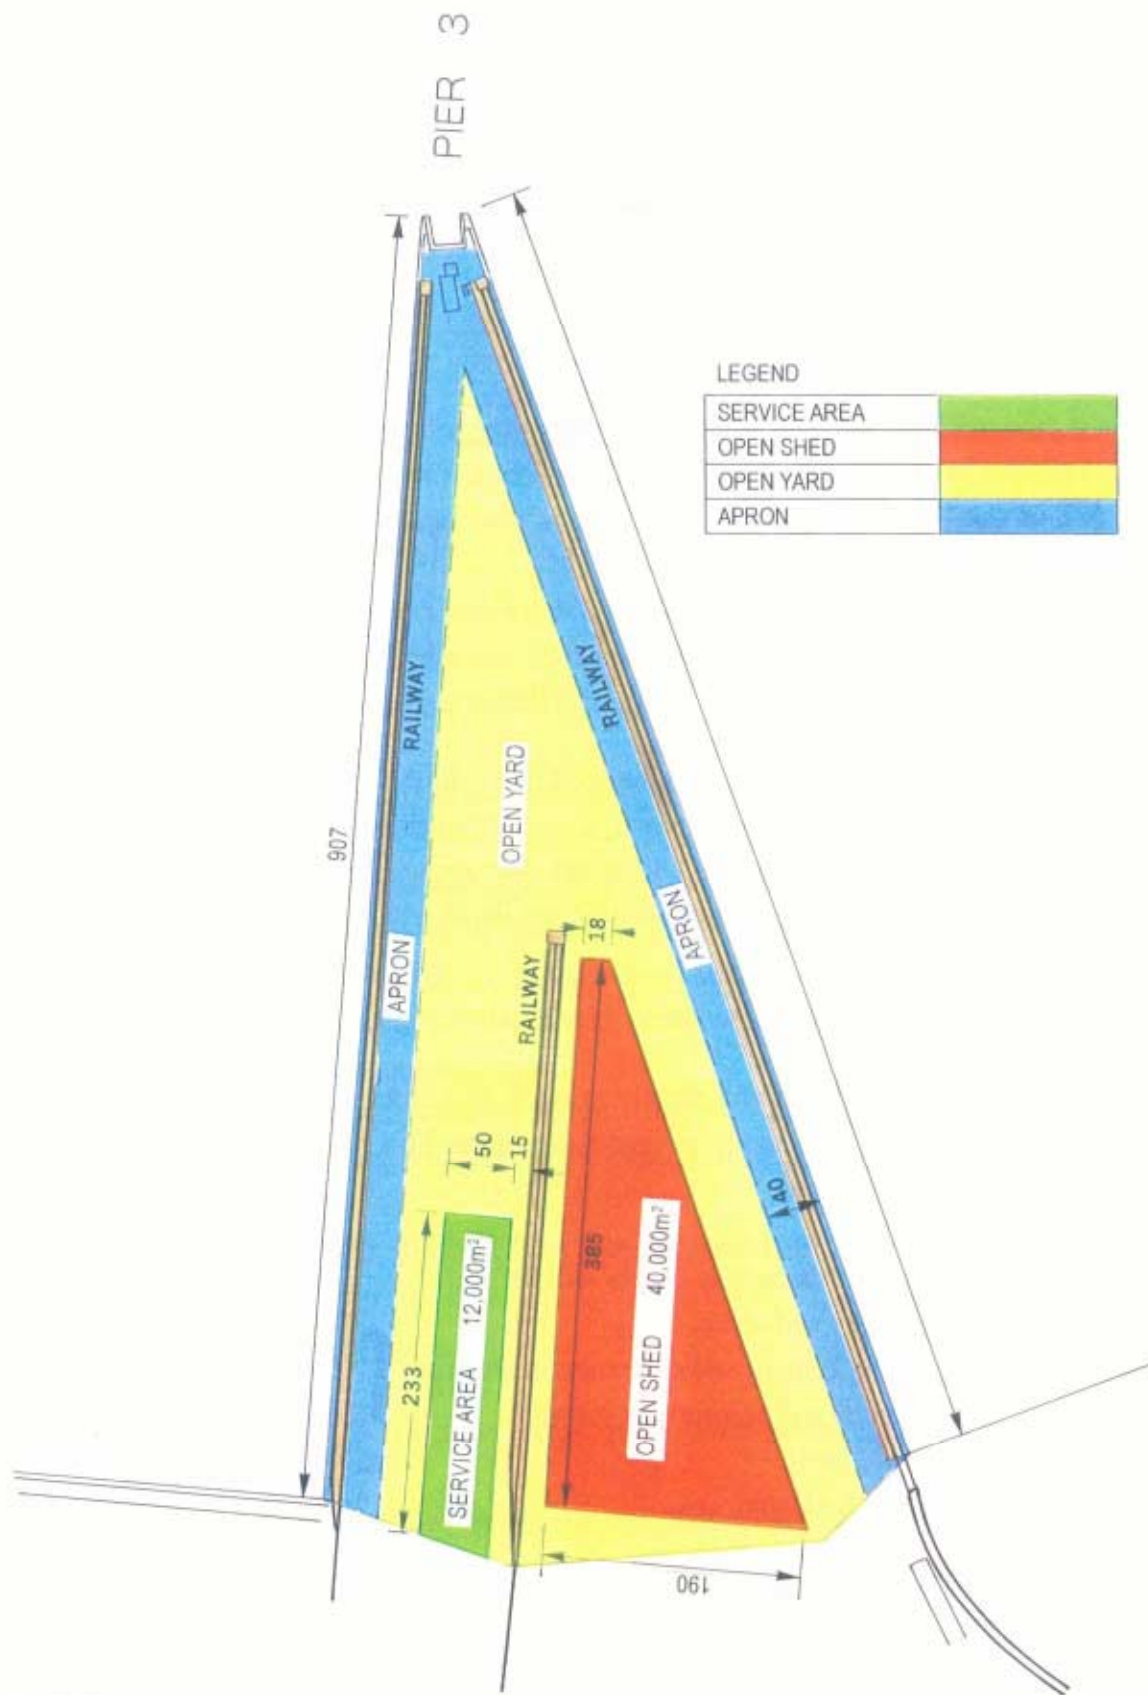 PIER 3
LEGEND
SERVICE AREA
OPEN SHED
OPEN YARD
APRON
907
RAILWAY
RAILWAY
OPEN YARD
APRON
APRON
18
RAILWAY
50
15
40
233
SERVICE AREA 12,000m²
385
OPEN SHED 40,000m²
190